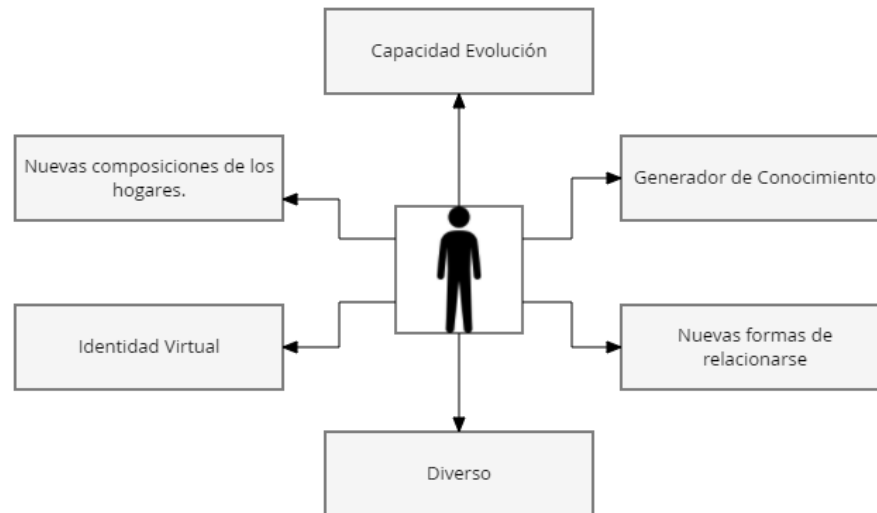 Capacidad Evolución
Nuevas composiciones de los
hogares.
Generador de Conocimiento
Identidad Virtual
Nuevas formas de
relacionarse
Diverso